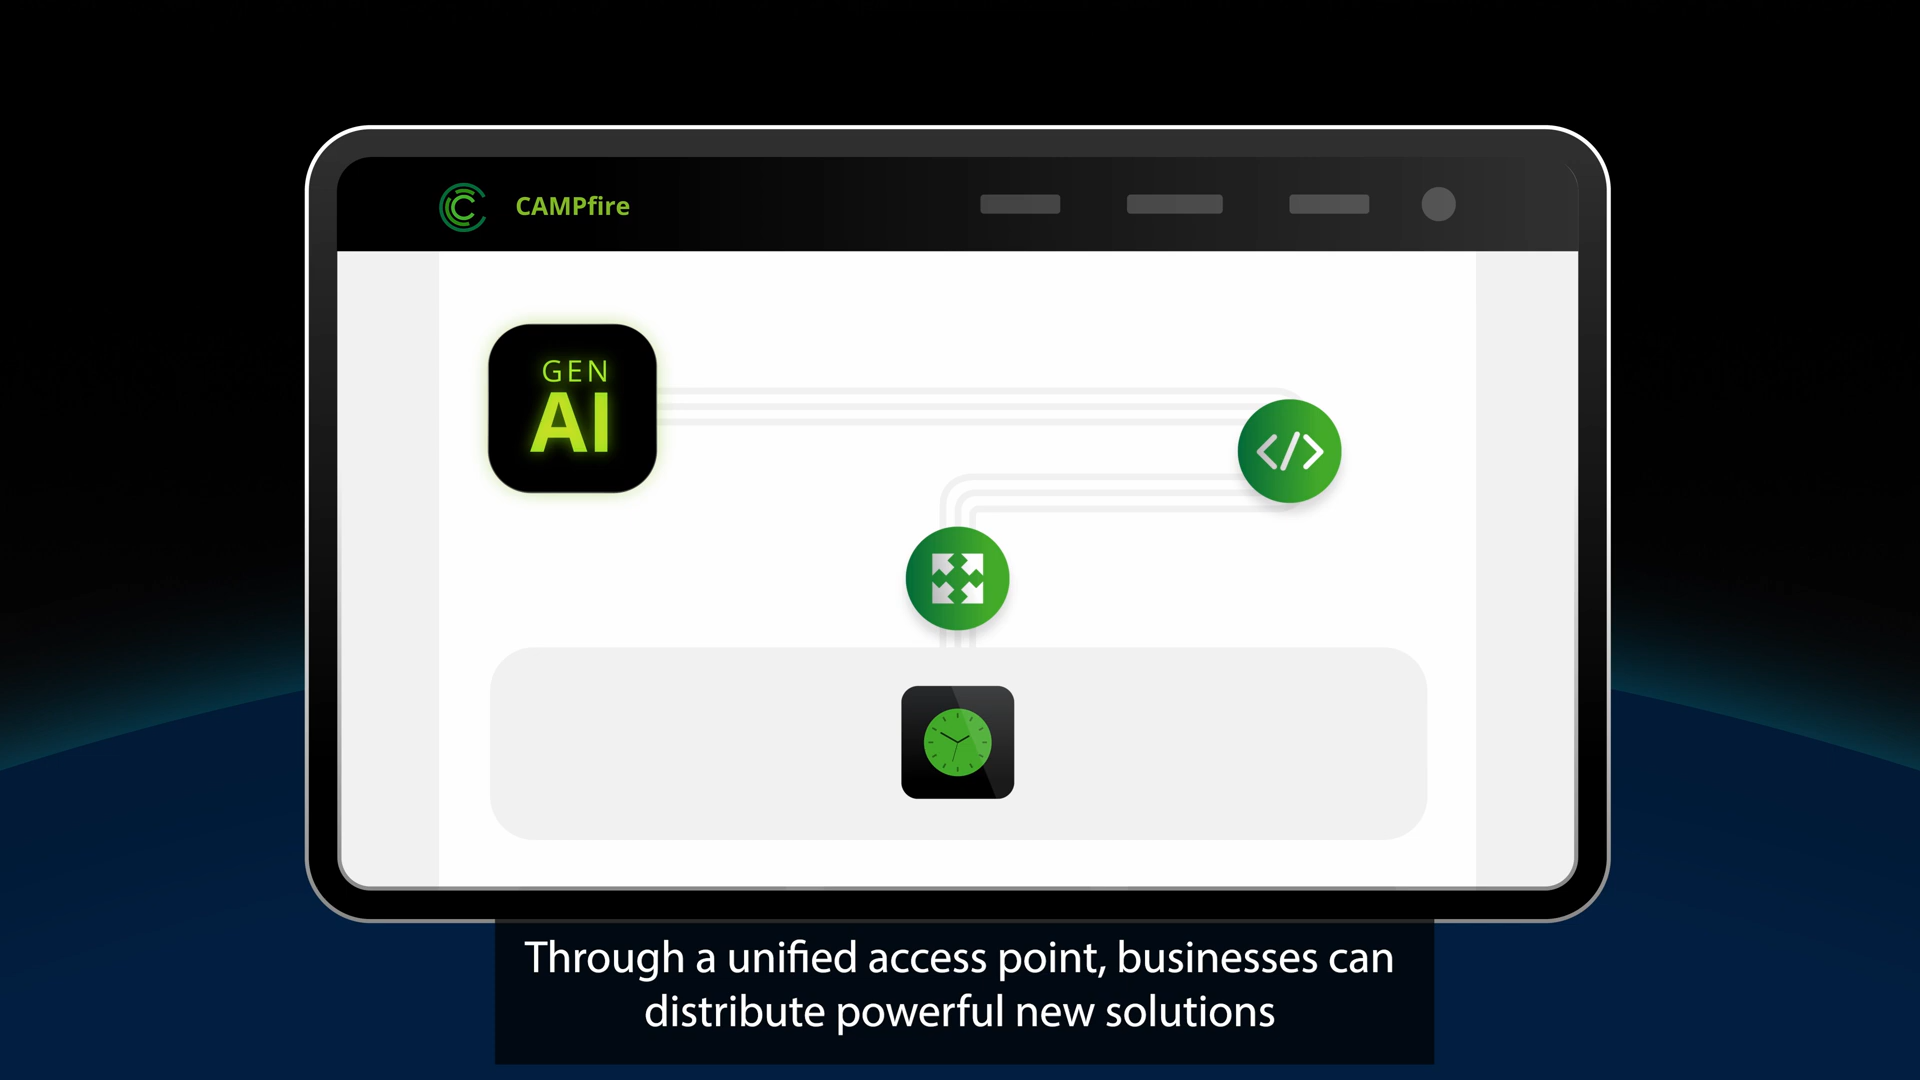 CAMPfire
GEN
AI
</>
Through a unified access point, businesses can
distribute powerful new solutions